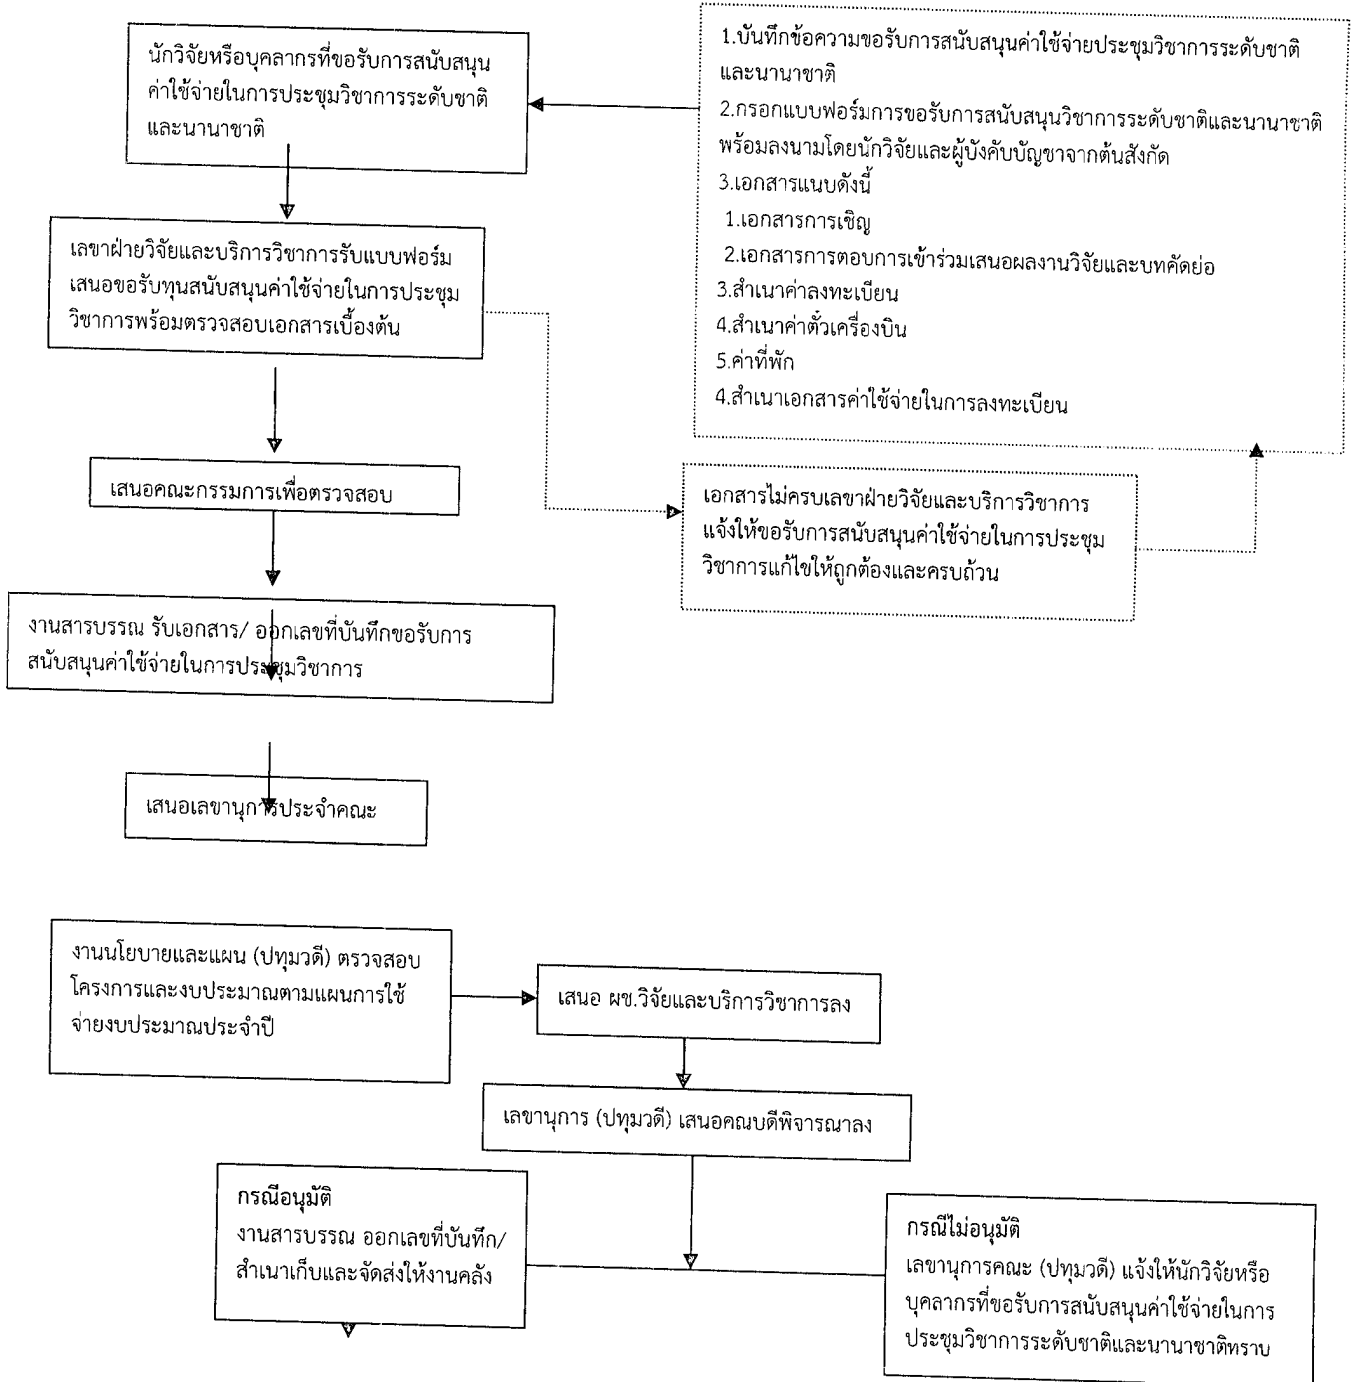 นักวิจัยหรือบุคลากรที่ขอรับการสนับสนุน
ค่าใช้จ่ายในการประชุมวิชาการระดับชาติ
และนานาชาติ
1.บันทึกข้อความขอรับการสนับสนุนค่าใช้จ่ายประชุมวิชาการระดับชาติ
และนานาชาติ
2.กรอกแบบฟอร์มการขอรับการสนับสนุนวิชาการระดับชาติและนานาชาติ
พร้อมลงนามโดยนักวิจัยและผู้บังคับบัญชาจากต้นสังกัด
3.เอกสารแนบดังนี้
1.เอกสารการเชิญ
2.เอกสารการตอบการเข้าร่วมเสนอผลงานวิจัยและบทคัดย่อ
3.สำเนาค่าลงทะเบียน
4.สำเนาค่าตั๋วเครื่องบิน
5.ค่าที่พัก
4.สำเนาเอกสารค่าใช้จ่ายในการลงทะเบียน
เลขาฝ่ายวิจัยและบริการวิชาการรับแบบฟอร์ม
เสนอขอรับทุนสนับสนุนค่าใช้จ่ายในการประชุม
วิชาการพร้อมตรวจสอบเอกสารเบื้องต้น
เสนอคณะกรรมการเพื่อตรวจสอบ
เอกสารไม่ครบเลขาฝ่ายวิจัยและบริการวิชาการ
แจ้งให้ขอรับการสนับสนุนค่าใช้จ่ายในการประชุม
วิชาการแก้ไขให้ถูกต้องและครบถ้วน
งานสารบรรณ รับเอกสาร/ ออกเลขที่บันทึกขอรับการ
สนับสนุนค่าใช้จ่ายในการประชุมวิชาการ
เสนอเลขานุการประจำคณะ
งานนโยบายและแผน (ปทุมวดี) ตรวจสอบ
โครงการและงบประมาณตามแผนการใช้
จ่ายงบประมาณประจำปี
เสนอ ผช.วิจัยและบริการวิชาการลง
เลขานุการ (ปทุมวดี) เสนอคณบดีพิจารณาลง
กรณีอนุมัติ
งานสารบรรณ ออกเลขที่บันทึก/
สำเนาเก็บและจัดส่งให้งานคลัง
กรณีไม่อนุมัติ
เลขานุการคณะ (ปทุมวดี) แจ้งให้นักวิจัยหรือ
บุคลากรที่ขอรับการสนับสนุนค่าใช้จ่ายในการ
ประชุมวิชาการระดับชาติและนานาชาติทราบ